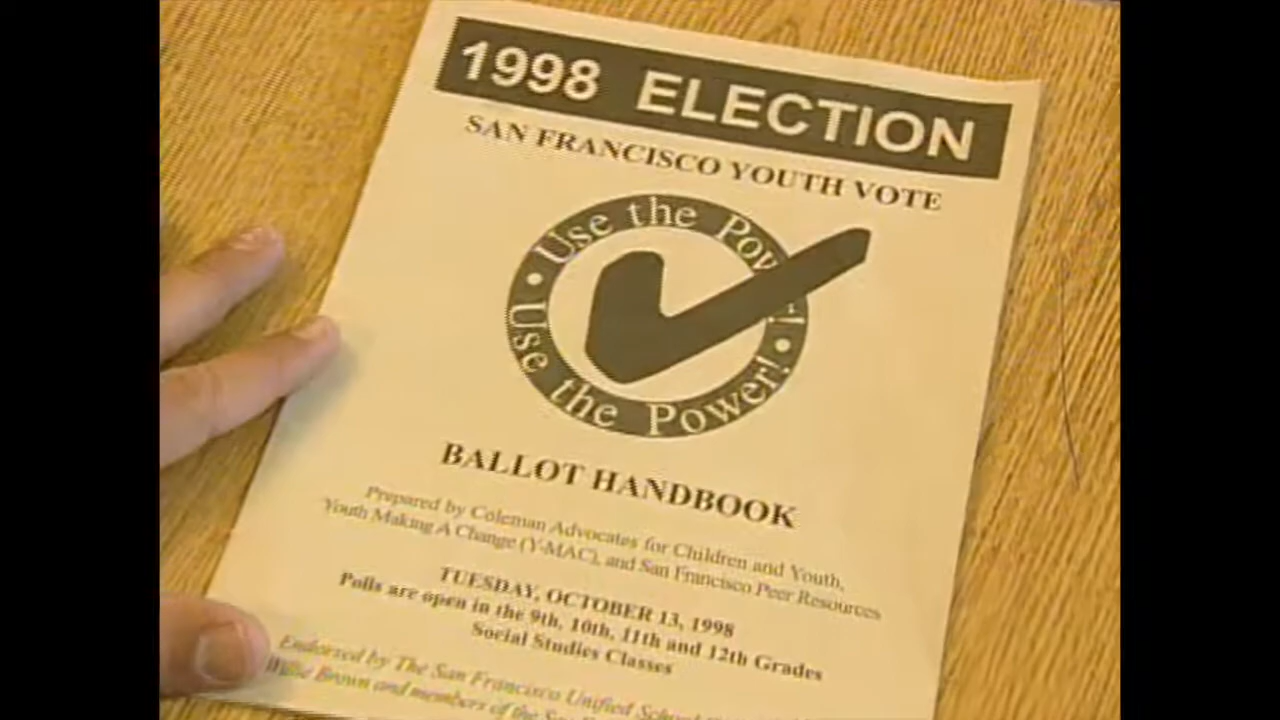 1998 ELECTION
SAN FRANCISCO YOUTH VOTE
Use the Pow !
Use the Power!
BALLOT HANDBOOK
Prepared by Coleman Advocates for Children and Youth,
Youth Making A Change (Y-MAC), and San Francisco Peer Resources
TUESDAY, OCTOBER 13, 1998
Polls are open in the 9th, 10th, 11th and 12th Grades
Social Studies Classes
Endorsed by The San Francisco Unified School
Willie Brown and members of the